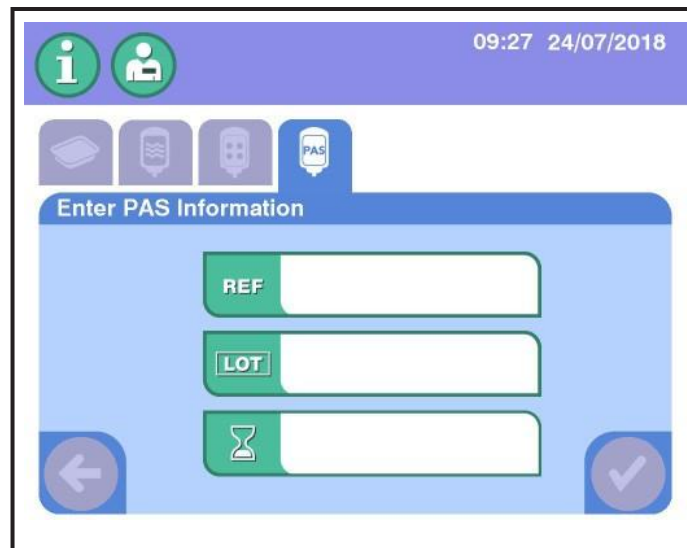 09:27 24/07/2018
PAS
Enter PAS Information
REF
LOT